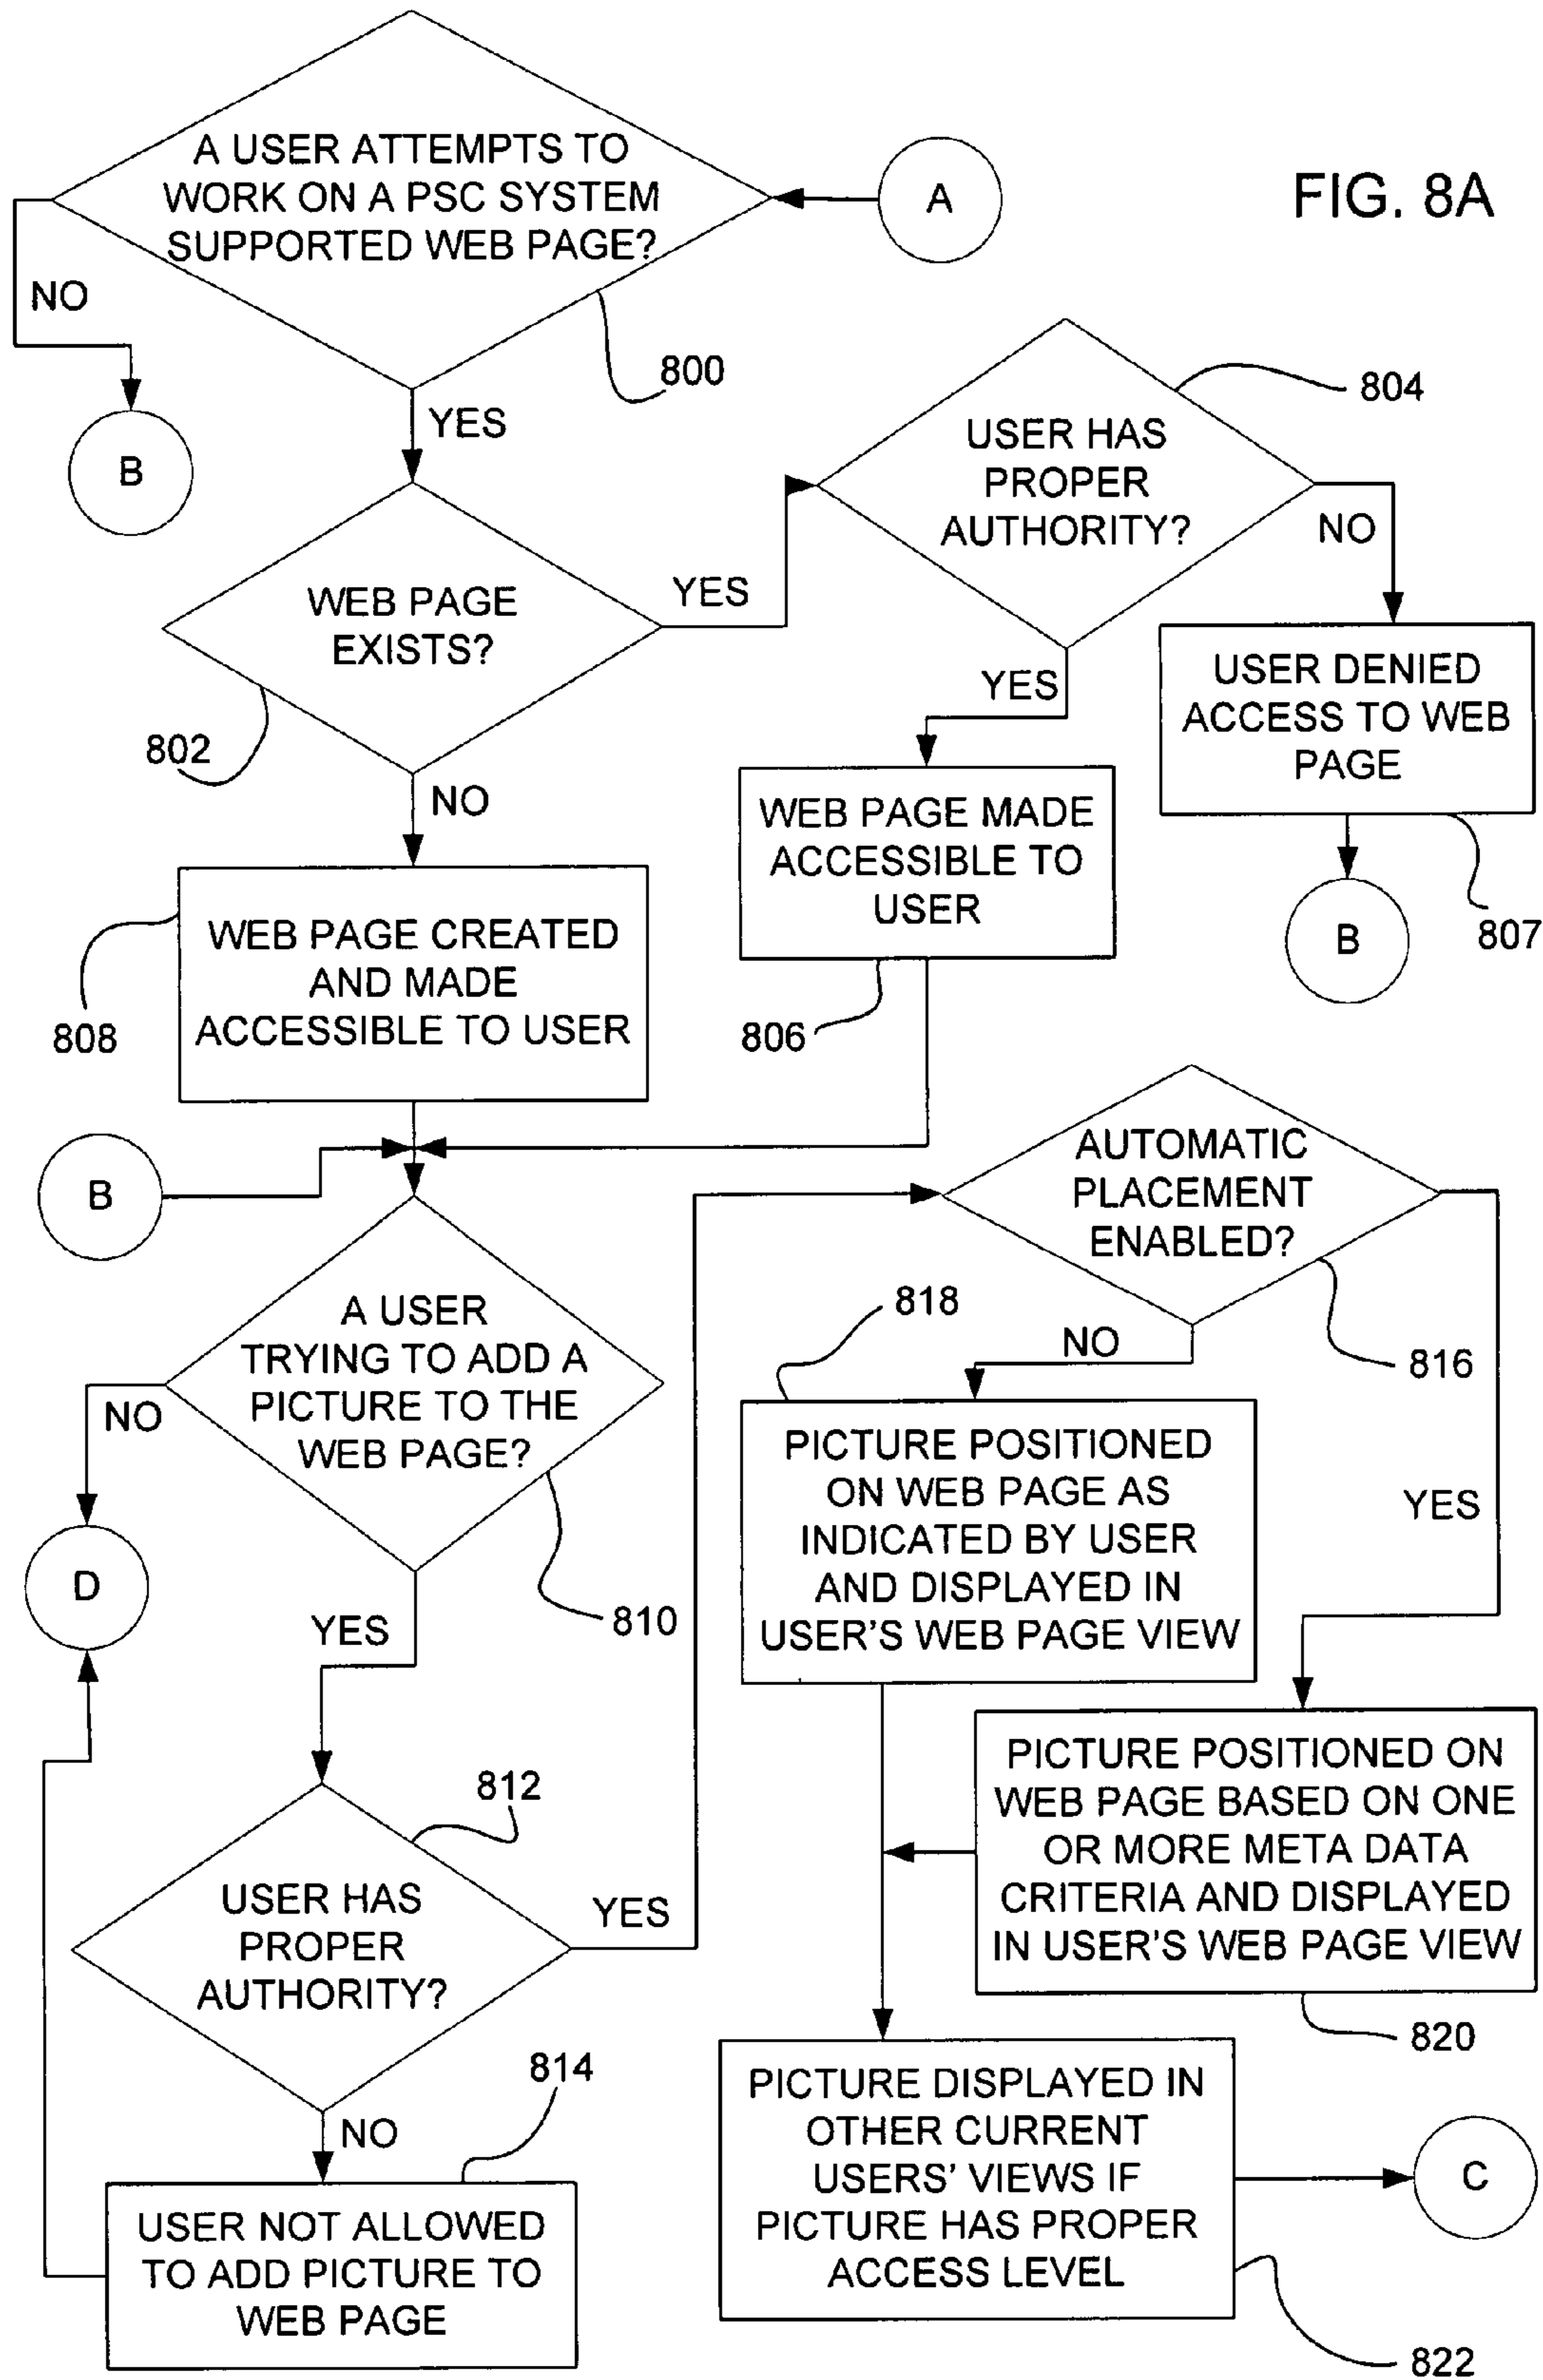 FIG. 8A
A USER ATTEMPTS TO
WORK ON A PSC SYSTEM
SUPPORTED WEB PAGE?
A
NO
800
B
YES
804
USER HAS
PROPER
AUTHORITY?
NO
WEB PAGE
EXISTS?
YES
802
YES
USER DENIED
ACCESS TO WEB
PAGE
NO
WEB PAGE MADE
ACCESSIBLE TO
USER
807
B
WEB PAGE CREATED
AND MADE
ACCESSIBLE TO USER
808
806
B
AUTOMATIC
PLACEMENT
ENABLED?
A USER
TRYING TO ADD A
PICTURE TO THE
WEB PAGE?
818
NO
816
NO
PICTURE POSITIONED
ON WEB PAGE AS
INDICATED BY USER
AND DISPLAYED IN
USER'S WEB PAGE VIEW
YES
D
YES
810
PICTURE POSITIONED ON
WEB PAGE BASED ON ONE
OR MORE META DATA
CRITERIA AND DISPLAYED
IN USER'S WEB PAGE VIEW
812
USER HAS
PROPER
AUTHORITY?
YES
820
814
NO
PICTURE DISPLAYED IN
OTHER CURRENT
USERS' VIEWS IF
PICTURE HAS PROPER
ACCESS LEVEL
C
USER NOT ALLOWED
TO ADD PICTURE TO
WEB PAGE
822